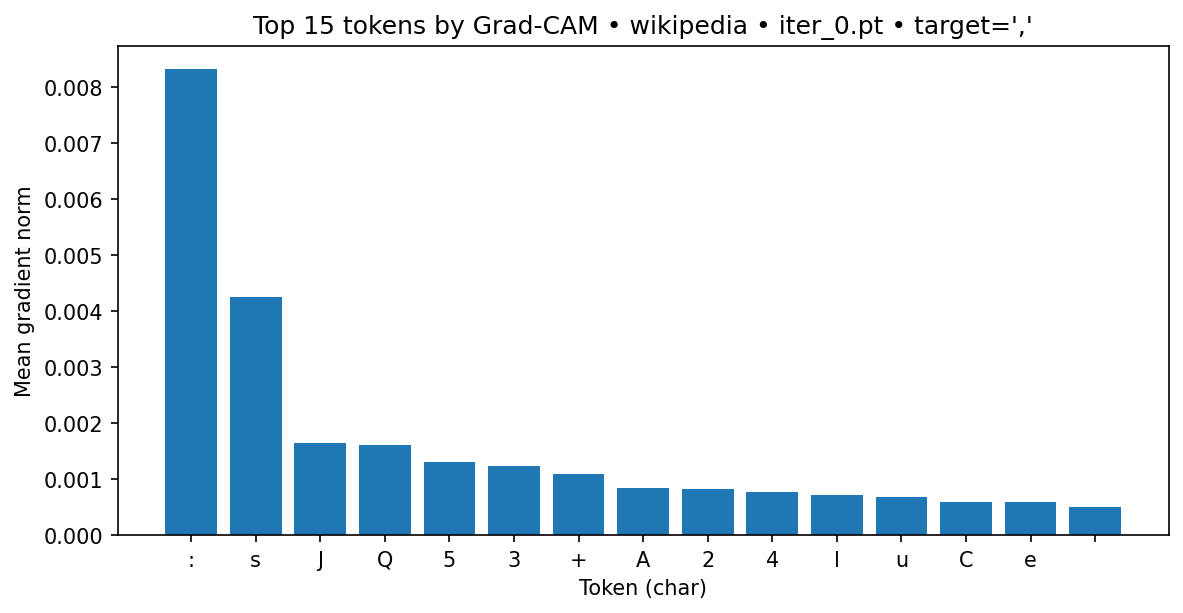 Top 15 tokens by Grad-CAM • wikipedia • iter_0.pt • target=','
Mean gradient norm
0.008
0.007
0.006
0.005
0.004
0.003
0.002
0.001
0.000
: s J Q 5 3 + A 2 4 l u C e
Token (char)